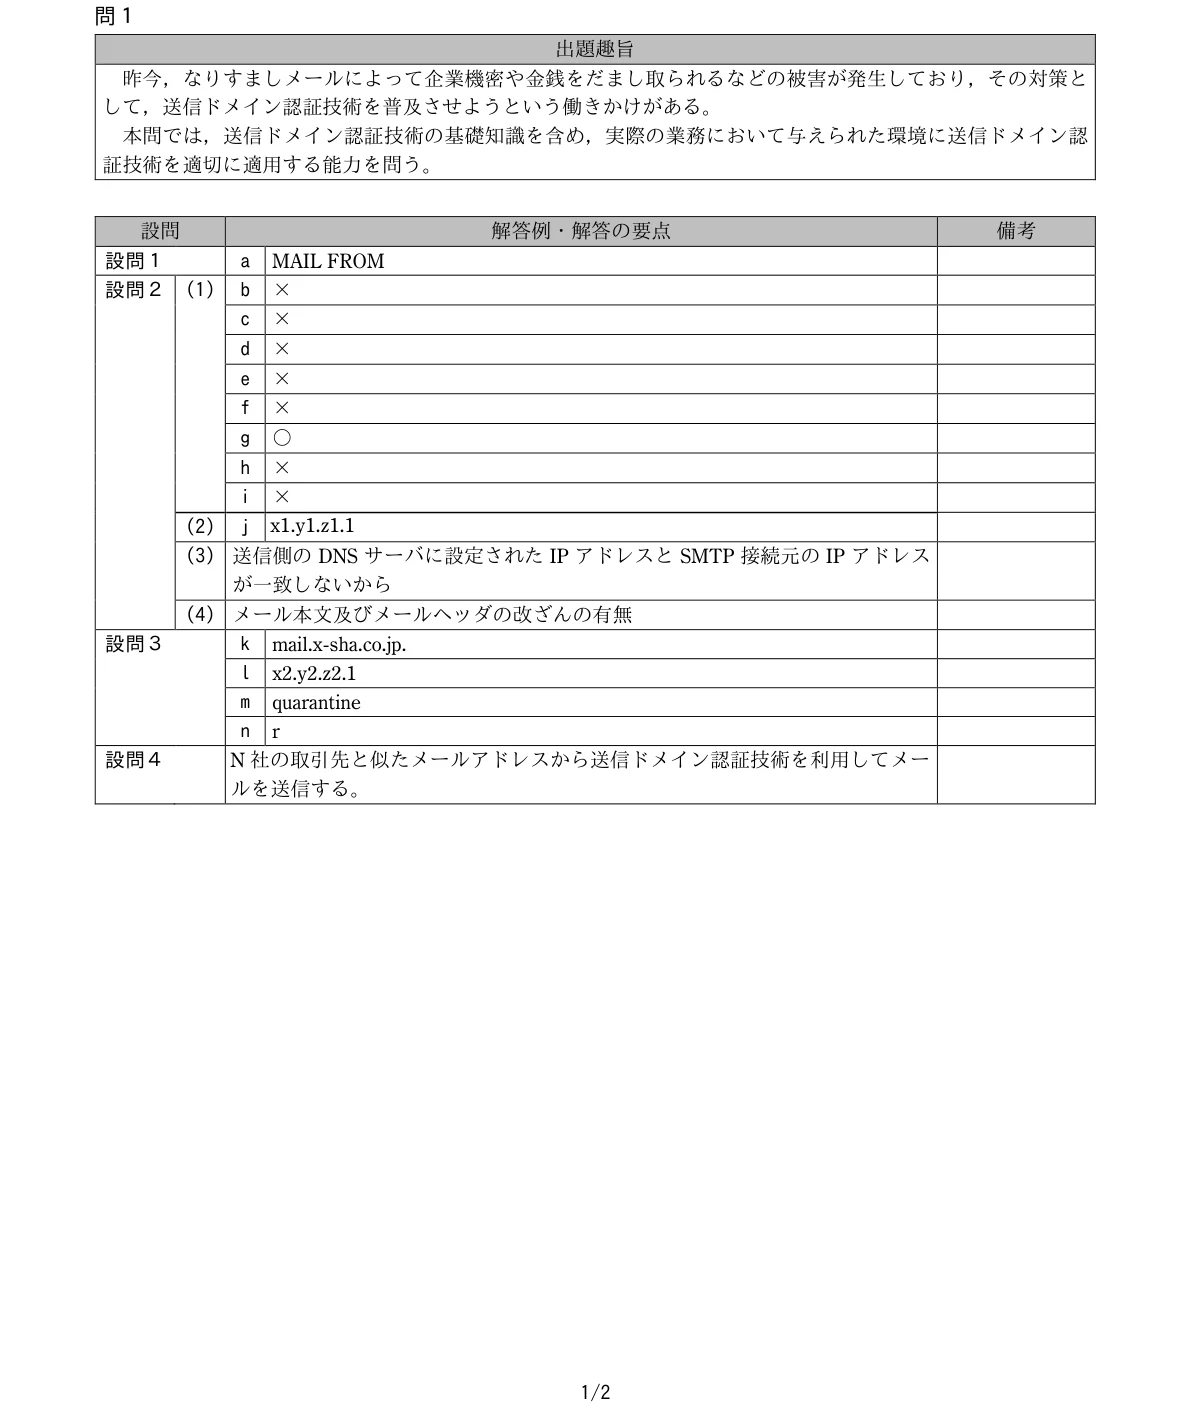 問1
出題趣旨
昨今，なりすましメールによって企業機密や金銭をだまし取られるなどの被害が発生しており，その対策と
して，送信ドメイン認証技術を普及させようという働きかけがある。
本問では，送信ドメイン認証技術の基礎知識を含め，実際の業務において与えられた環境に送信ドメイン認
証技術を適切に適用する能力を問う。
設問 解答例・解答の要点 備考
設問1 a MAIL FROM
設問2 (1) b ×
c ×
d ×
e ×
f ×
g ○
h ×
i ×
(2) j x1.y1.z1.1
(3) 送信側の DNS サーバに設定された IP アドレスと SMTP 接続元の IP アドレス
が一致しないから
(4) メール本文及びメールヘッダの改ざんの有無
設問3 k mail.x-sha.co.jp.
l x2.y2.z2.1
m quarantine
n r
設問4 N 社の取引先と似たメールアドレスから送信ドメイン認証技術を利用してメー
ルを送信する。
1/2